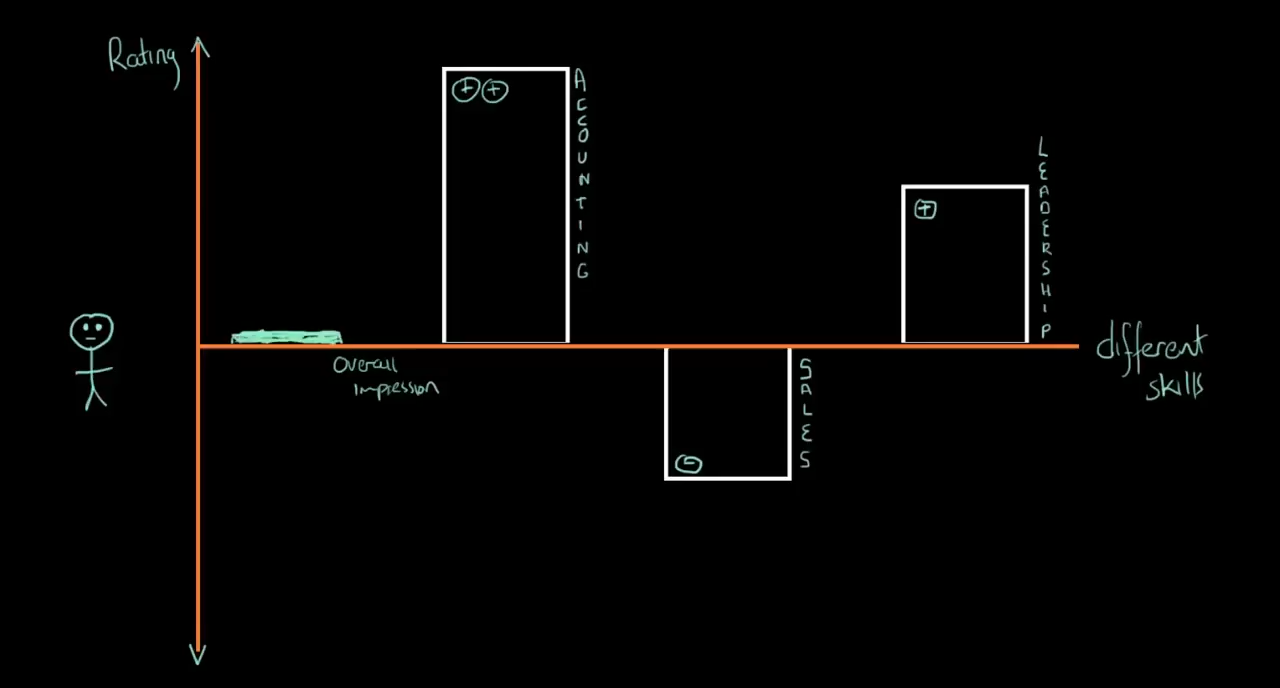 Rating
++
ACCOUNTING
LEADERSHIP
+
different
skills
Overall
impression
SALES
-